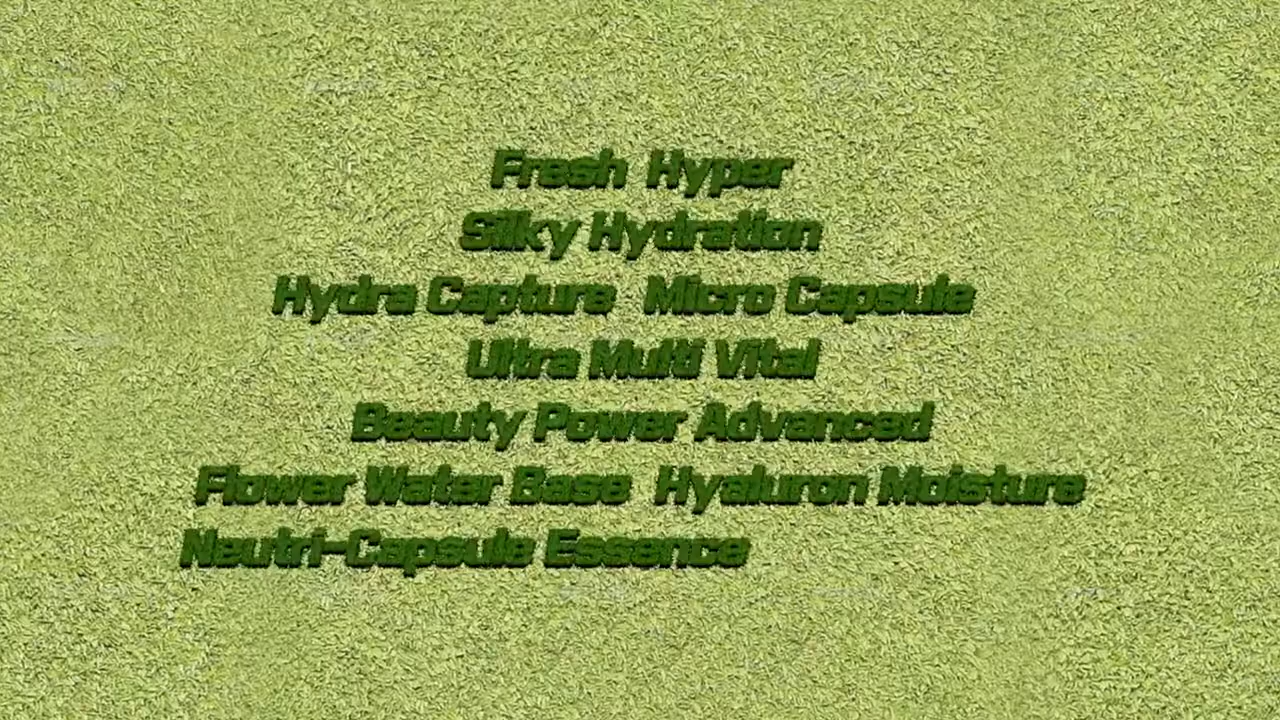 Fresh Hyper
Silky Hydration
Hydra Capture Micro Capsule
Ultra Multi Vital
Beauty Power Advanced
Flower Water Base Hyaluron Moisture
Neutri-Capsule Essence